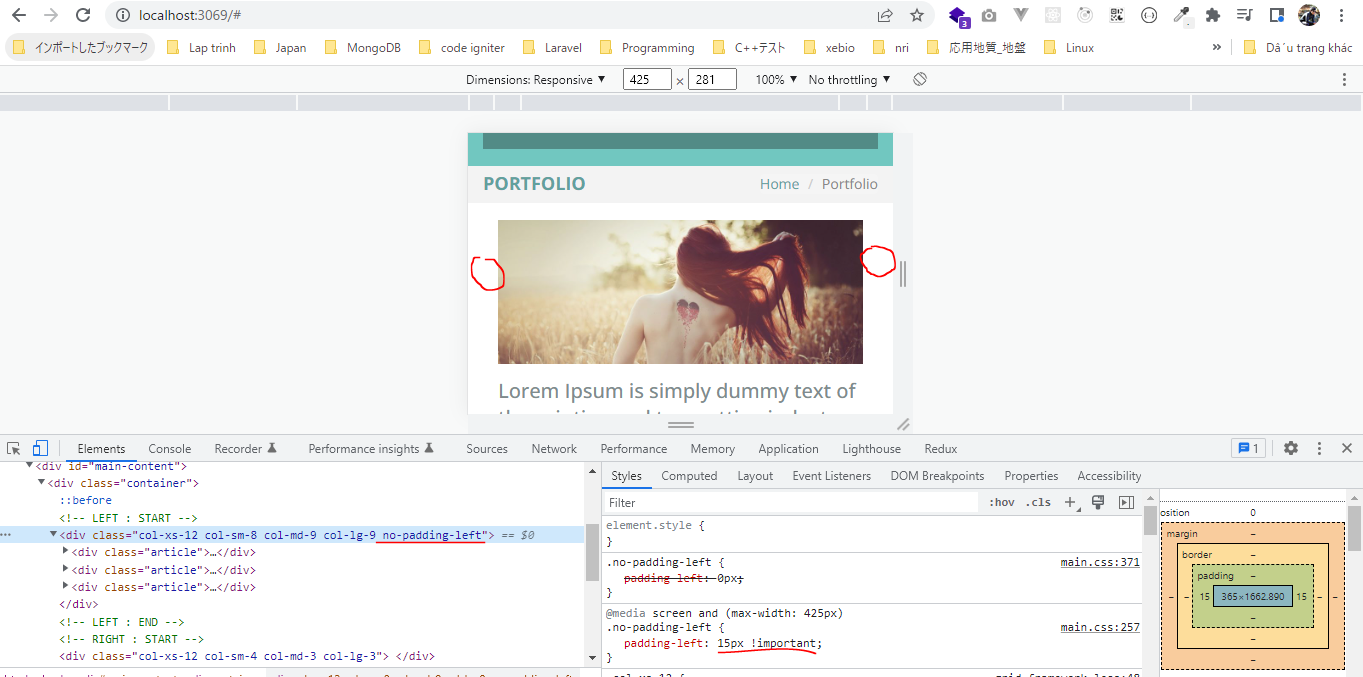 localhost:3069/#
3
インポートしたブックマーク Lap trinh Japan MongoDB code igniter Laravel Programming C++テスト xebio nri 応用地質_地盤 Linux » Dấu trang khác
Dimensions: Responsive ▼ 425 × 281 100% ▼ No throttling ▼
PORTFOLIO Home / Portfolio
Lorem Ipsum is simply dummy text of
Elements Console Recorder Performance insights Sources Network Performance Memory Application Lighthouse Redux 1
<div id="main-content">
<div class="container">
::before
<!-- LEFT : START -->
<div class="col-xs-12 col-sm-8 col-md-9 col-lg-9 no-padding-left"> == $0
<div class="article">…</div>
<div class="article">…</div>
<div class="article">…</div>
</div>
<!-- LEFT : END -->
<!-- RIGHT : START -->
<div class="col-xs-12 col-sm-4 col-md-3 col-lg-3"> </div>
Styles Computed Layout Event Listeners DOM Breakpoints Properties Accessibility
Filter :hov .cls +
element.style {
}
.no-padding-left { main.css:371
padding-left: 0px;
}
@media screen and (max-width: 425px)
.no-padding-left { main.css:257
padding-left: 15px !important;
}
osition 0
margin –
border –
padding –
– – 15 365×1662.890 15 – –
–
–
–